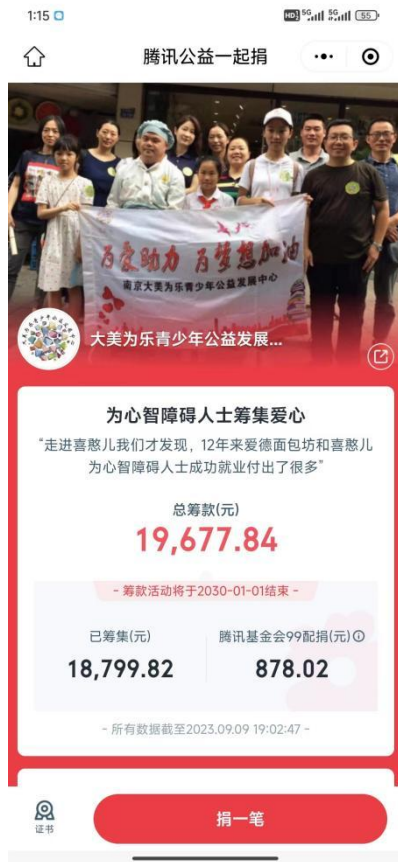 1:15
HD 5G 5G 55
腾讯公益一起捐
为爱助力 为梦想加油
南京大美为乐青少年公益发展中心
大美为乐青少年公益发展...
为心智障碍人士筹集爱心
“走进喜憨儿我们才发现，12年来爱德面包坊和喜憨儿
为心智障碍人士成功就业付出了很多”
总筹款(元)
19,677.84
- 筹款活动将于2030-01-01结束 -
已筹集(元)
腾讯基金会99配捐(元)
18,799.82
878.02
- 所有数据截至2023.09.09 19:02:47 -
证书
捐一笔